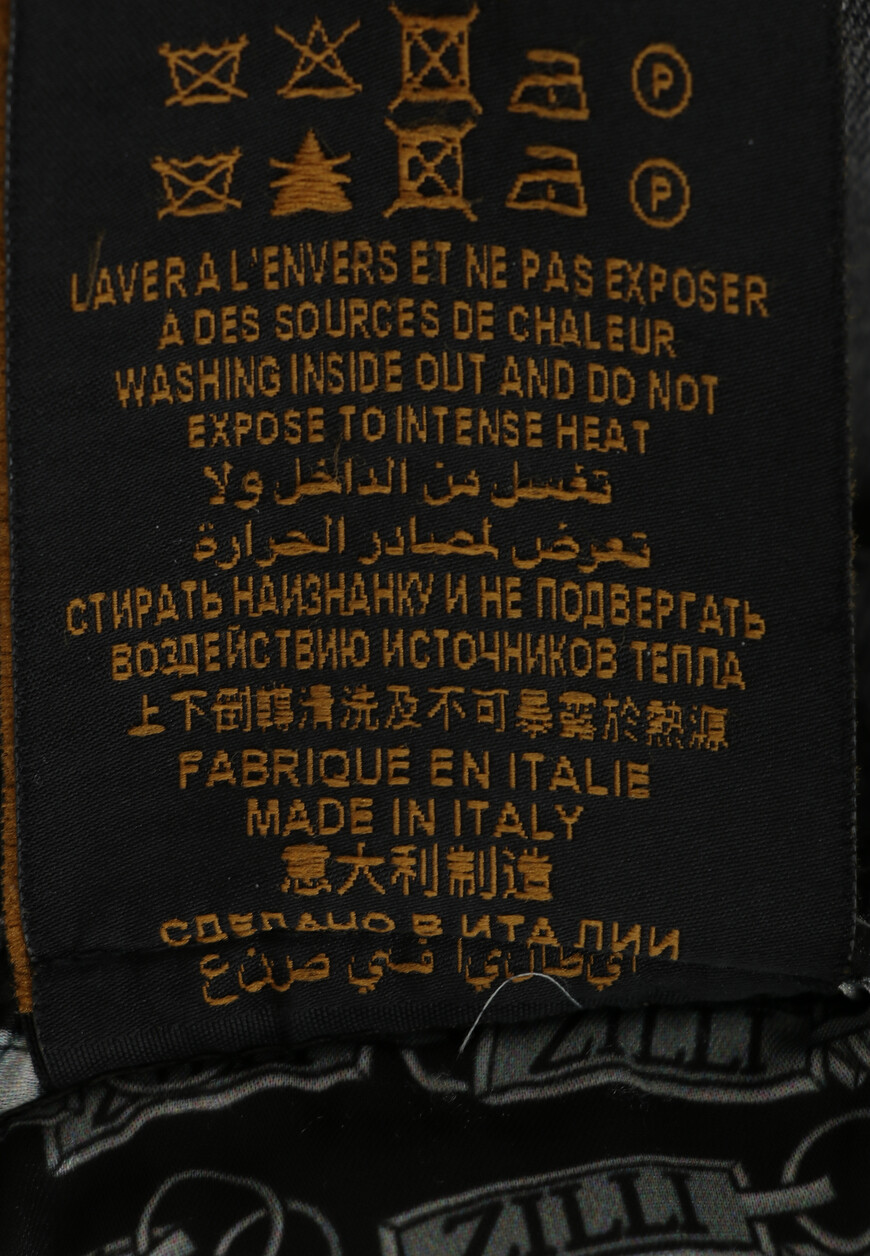 P
P
LAVER A L'ENVERS ET NE PAS EXPOSER
A DES SOURCES DE CHALEUR
WASHING INSIDE OUT AND DO NOT
EXPOSE TO INTENSE HEAT
تغسل من الداخل ولا
تعرض لمصادر الحرارة
СТИРАТЬ НАИЗНАНКУ И НЕ ПОДВЕРГАТЬ
ВОЗДЕЙСТВИЮ ИСТОЧНИКОВ ТЕПЛА
上下倒轉清洗及不可暴露於熱源
FABRIQUE EN ITALIE
MADE IN ITALY
意大利制造
СДЕЛАНО В ИТАЛИИ
صنع في إيطاليا
ZILLI
ZILLI